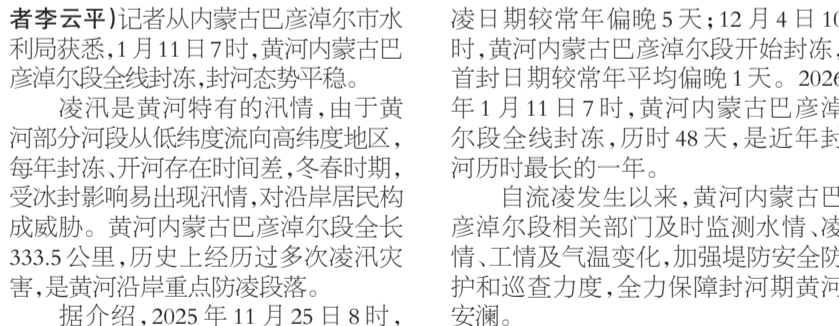 者李云平)记者从内蒙古巴彦淖尔市水
利局获悉,1月11日7时,黄河内蒙古巴
彦淖尔段全线封冻,封河态势平稳。
凌汛是黄河特有的汛情,由于黄
河部分河段从低纬度流向高纬度地区,
每年封冻、开河存在时间差,冬春时期,
受冰封影响易出现汛情,对沿岸居民构
成威胁。黄河内蒙古巴彦淖尔段全长
333.5公里,历史上经历过多次凌汛灾
害,是黄河沿岸重点防凌段落。
据介绍,2025年11月25日8时,
凌日期较常年偏晚5天;12月4日10
时,黄河内蒙古巴彦淖尔段开始封冻,
首封日期较常年平均偏晚1天。2026
年1月11日7时,黄河内蒙古巴彦淖
尔段全线封冻,历时48天,是近年封
河历时最长的一年。
自流凌发生以来,黄河内蒙古巴
彦淖尔段相关部门及时监测水情、凌
情、工情及气温变化,加强堤防安全防
护和巡查力度,全力保障封河期黄河
安澜。